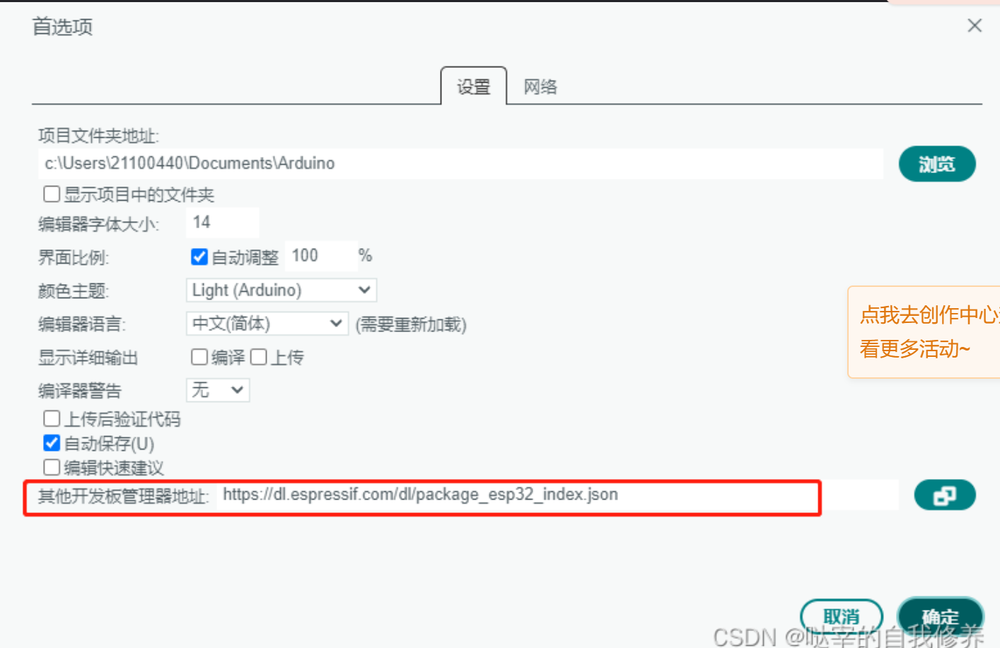 首选项
设置
网络
项目文件夹地址:
c:\Users\21100440\Documents\Arduino
浏览
显示项目中的文件夹
编辑器字体大小:
14
界面比例:
自动调整
100
%
颜色主题:
Light (Arduino)
编辑器语言:
中文(简体)
(需要重新加载)
显示详细输出
编译
上传
编译器警告
无
上传后验证代码
自动保存(U)
编辑快速建议
其他开发板管理器地址:
https://dl.espressif.com/dl/package_esp32_index.json
点我去创作中心
看更多活动~
取消
确定
CSDN @哒宰的自我修养